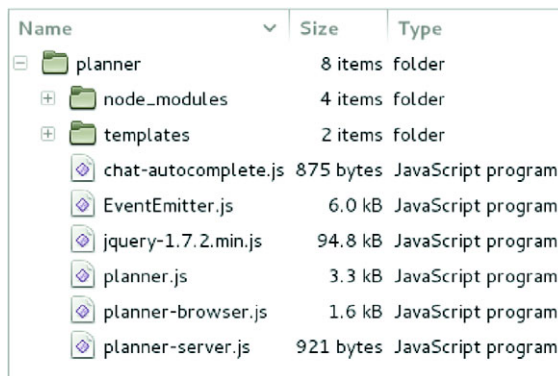 Name Size Type
planner 8 items folder
node_modules 4 items folder
templates 2 items folder
chat-autocomplete.js 875 bytes JavaScript program
EventEmitter.js 6.0 kB JavaScript program
jquery-1.7.2.min.js 94.8 kB JavaScript program
planner.js 3.3 kB JavaScript program
planner-browser.js 1.6 kB JavaScript program
planner-server.js 921 bytes JavaScript program